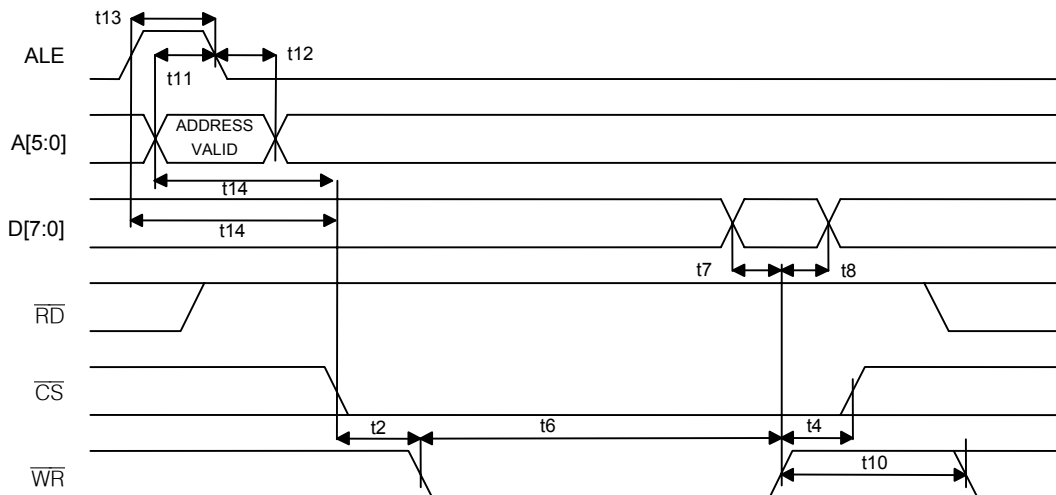 t13
ALE
t11
t12
A[5:0]
ADDRESS
VALID
t14
D[7:0]
t14
t7
t8
RD
CS
t2
t6
t4
WR
t10